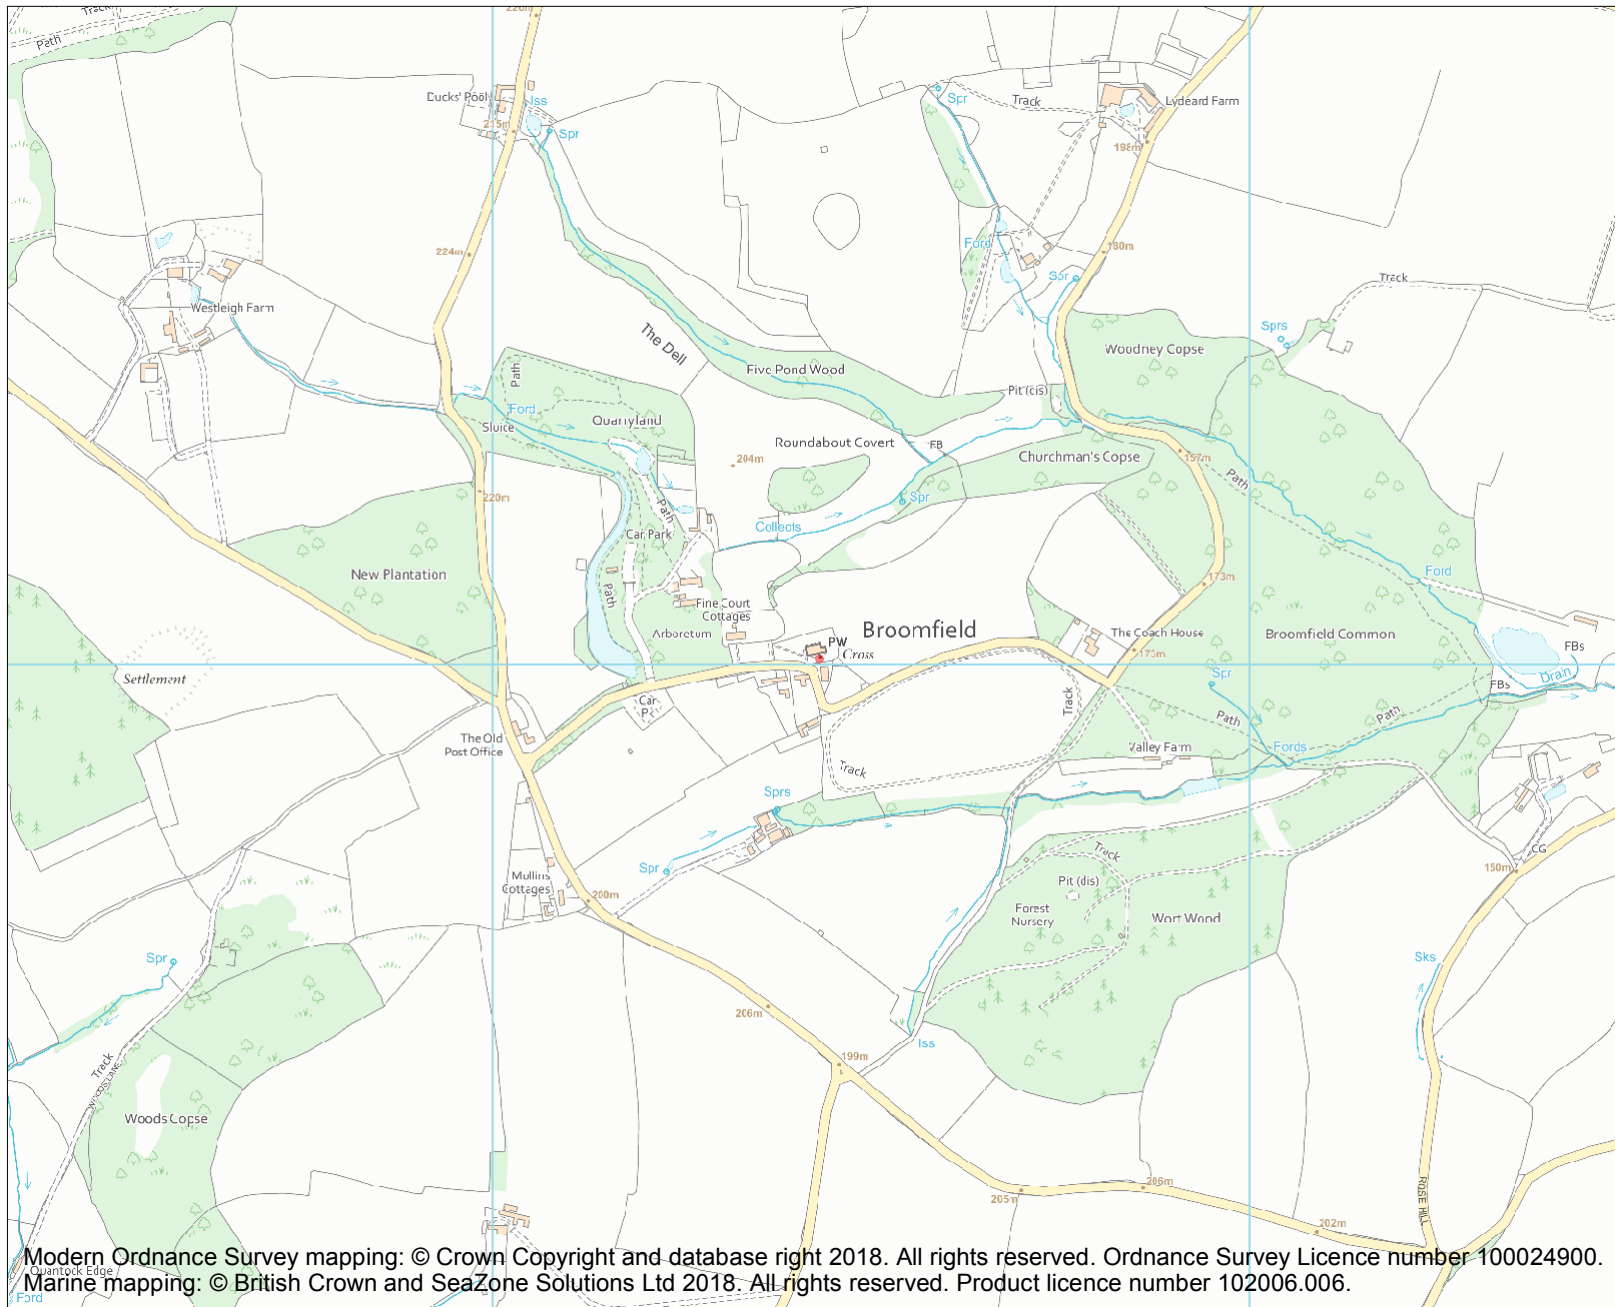 226m
Track
Path
Ducks' Pool
Iss
215m
Spr
Spr
Track
Lydeard Farm
198m
224m
Ford
180m
Spr
Westleigh Farm
Track
Sprs
The Dell
Woodney Copse
Five Pond Wood
Path
Pit (dis)
Ford
Sluice
Quarryland
Roundabout Covert
FB
Churchman's Copse
204m
157m
Path
220m
Spr
Path
Collects
Car Park
New Plantation
Path
Ford
173m
Fine Court
Cottages
Arboretum
PW
Cross
Broomfield
The Coach House
173m
Broomfield Common
FBs
Settlement
Spr
Drain
FBs
Car
Pk
Track
Path
Path
The Old
Post Office
Valley Farm
Fords
Track
Sprs
Spr
Track
CG
150m
Mullins
Cottages
200m
Pit (dis)
Forest
Nursery
Wort Wood
Spr
Sks
206m
Iss
199m
Track
WOODS LANE
Woods Copse
205m
206m
ROSE HILL
202m
Modern Ordnance Survey mapping: © Crown Copyright and database right 2018. All rights reserved. Ordnance Survey Licence number 100024900.
Quantock Edge
Marine mapping: © British Crown and SeaZone Solutions Ltd 2018. All rights reserved. Product licence number 102006.006.
Ford